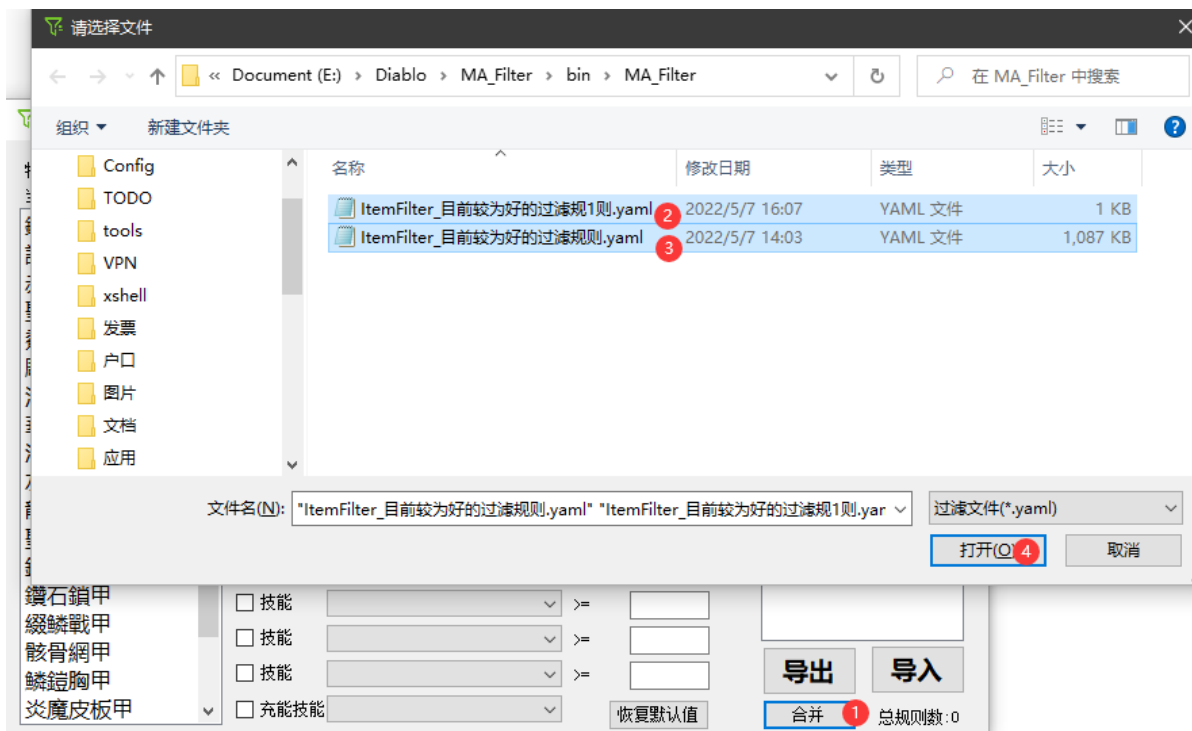 请选择文件
« Document (E:) › Diablo › MA_Filter › bin › MA_Filter
在 MA_Filter 中搜索
组织 新建文件夹
名称 修改日期 类型 大小
Config
TODO
tools
VPN
xshell
发票
户口
图片
文档
应用
ItemFilter_目前较为好的过滤规1则.yaml 2 2022/5/7 16:07 YAML 文件 1 KB
ItemFilter_目前较为好的过滤规则.yaml 3 2022/5/7 14:03 YAML 文件 1,087 KB
文件名(N): "ItemFilter_目前较为好的过滤规则.yaml" "ItemFilter_目前较为好的过滤规1则.yar 过滤文件(*.yaml)
打开(O 4 取消
鑽石鎖甲
綴鱗戰甲
骸骨網甲
鱗鎧胸甲
炎魔皮板甲
技能 >=
技能 >=
技能 >=
充能技能
恢复默认值
导出 导入
合并 1 总规则数:0